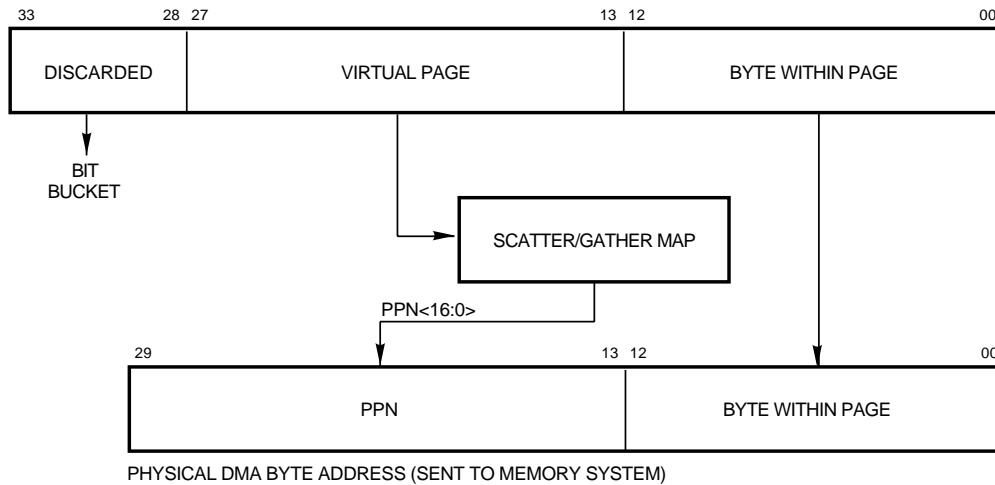 33 28 27 13 12 00
DISCARDED VIRTUAL PAGE BYTE WITHIN PAGE
BIT
BUCKET
SCATTER/GATHER MAP
PPN<16:0>
29 13 12 00
PPN BYTE WITHIN PAGE
PHYSICAL DMA BYTE ADDRESS (SENT TO MEMORY SYSTEM)